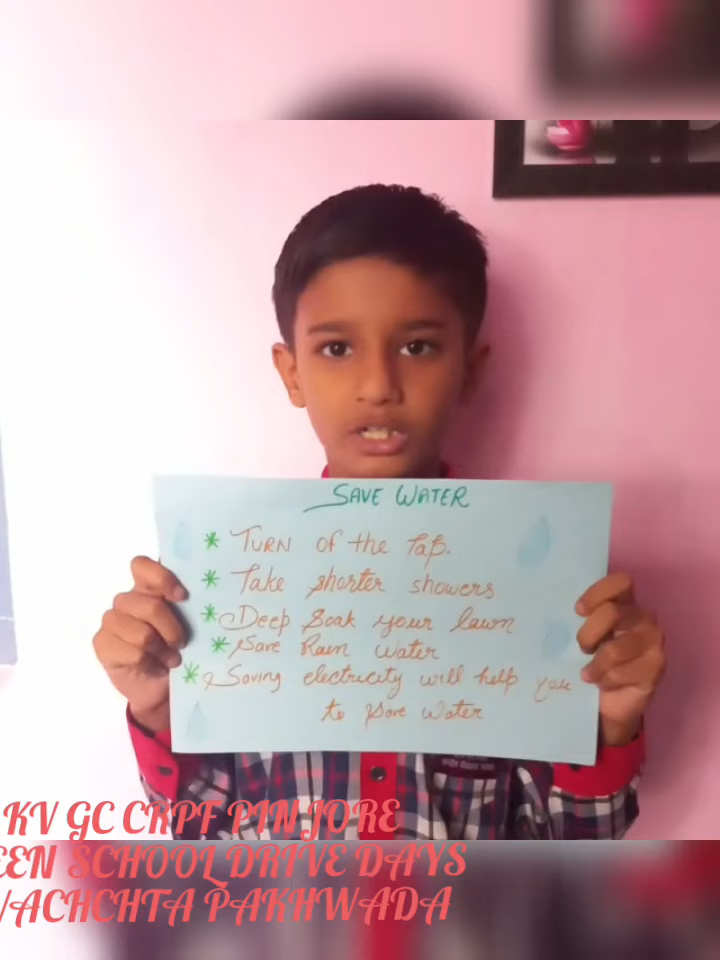 SAVE WATER
* TURN of the Tap.
* Take shorter showers
* Deep Soak your lawn
* Save Rain Water
* Saving electricity will help you
to save Water
KV GC CRPF PINJORE
EEN SCHOOL DRIVE DAYS
/ACHCHTA PAKHWADA